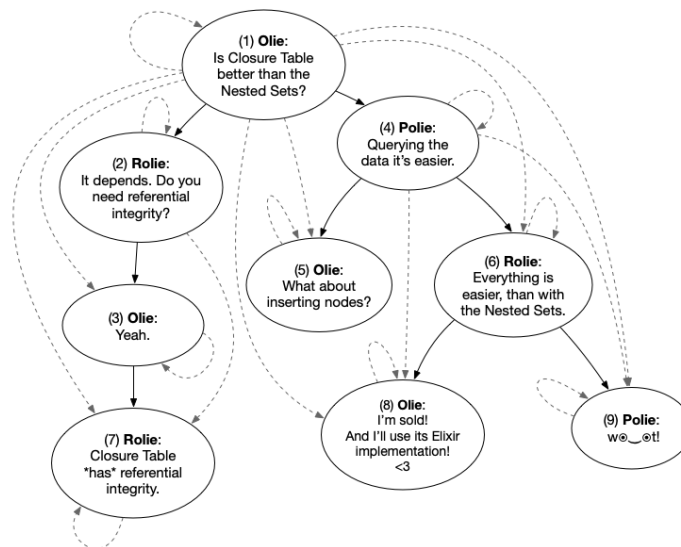 (1) Olie:
Is Closure Table
better than the
Nested Sets?
(2) Rolie:
It depends. Do you
need referential
integrity?
(4) Polie:
Querying the
data it's easier.
(3) Olie:
Yeah.
(5) Olie:
What about
inserting nodes?
(6) Rolie:
Everything is
easier, than with
the Nested Sets.
(7) Rolie:
Closure Table
*has* referential
integrity.
(8) Olie:
I'm sold!
And I'll use its Elixir
implementation!
<3
(9) Polie:
w⊙‿⊙t!